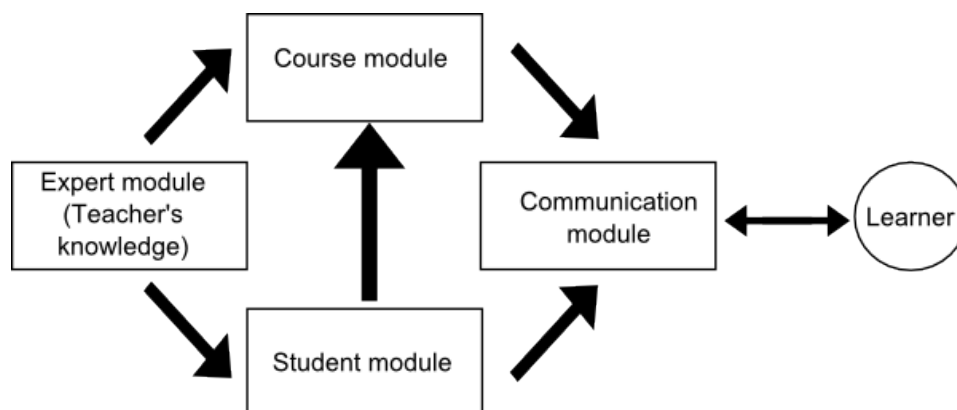 Course module
Expert module
(Teacher's
knowledge)
Communication
module
Learner
Student module